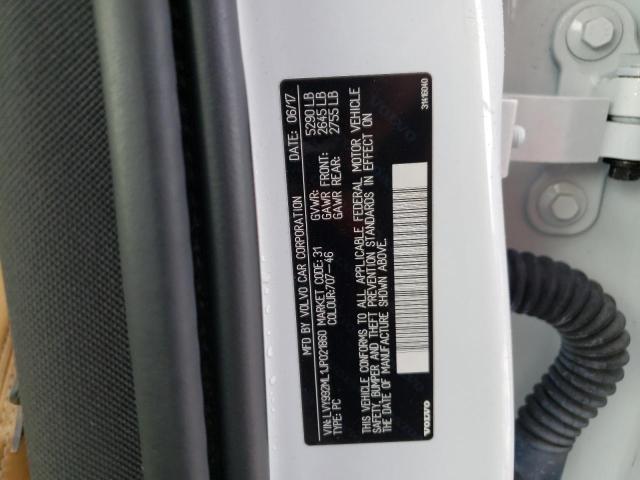 MFD BY VOLVO CAR CORPORATION DATE: 06/17
GVWR: 5290 LB
GAWR FRONT: 2645 LB
GAWR REAR: 2755 LB
VIN: LVY992ML1JP021860 MARKET CODE: 31
TYPE: PC COLOUR: 707-46
THIS VEHICLE CONFORMS TO ALL APPLICABLE FEDERAL MOTOR VEHICLE
SAFETY, BUMPER AND THEFT PREVENTION STANDARDS IN EFFECT ON
THE DATE OF MANUFACTURE SHOWN ABOVE.
VOLVO
31416040